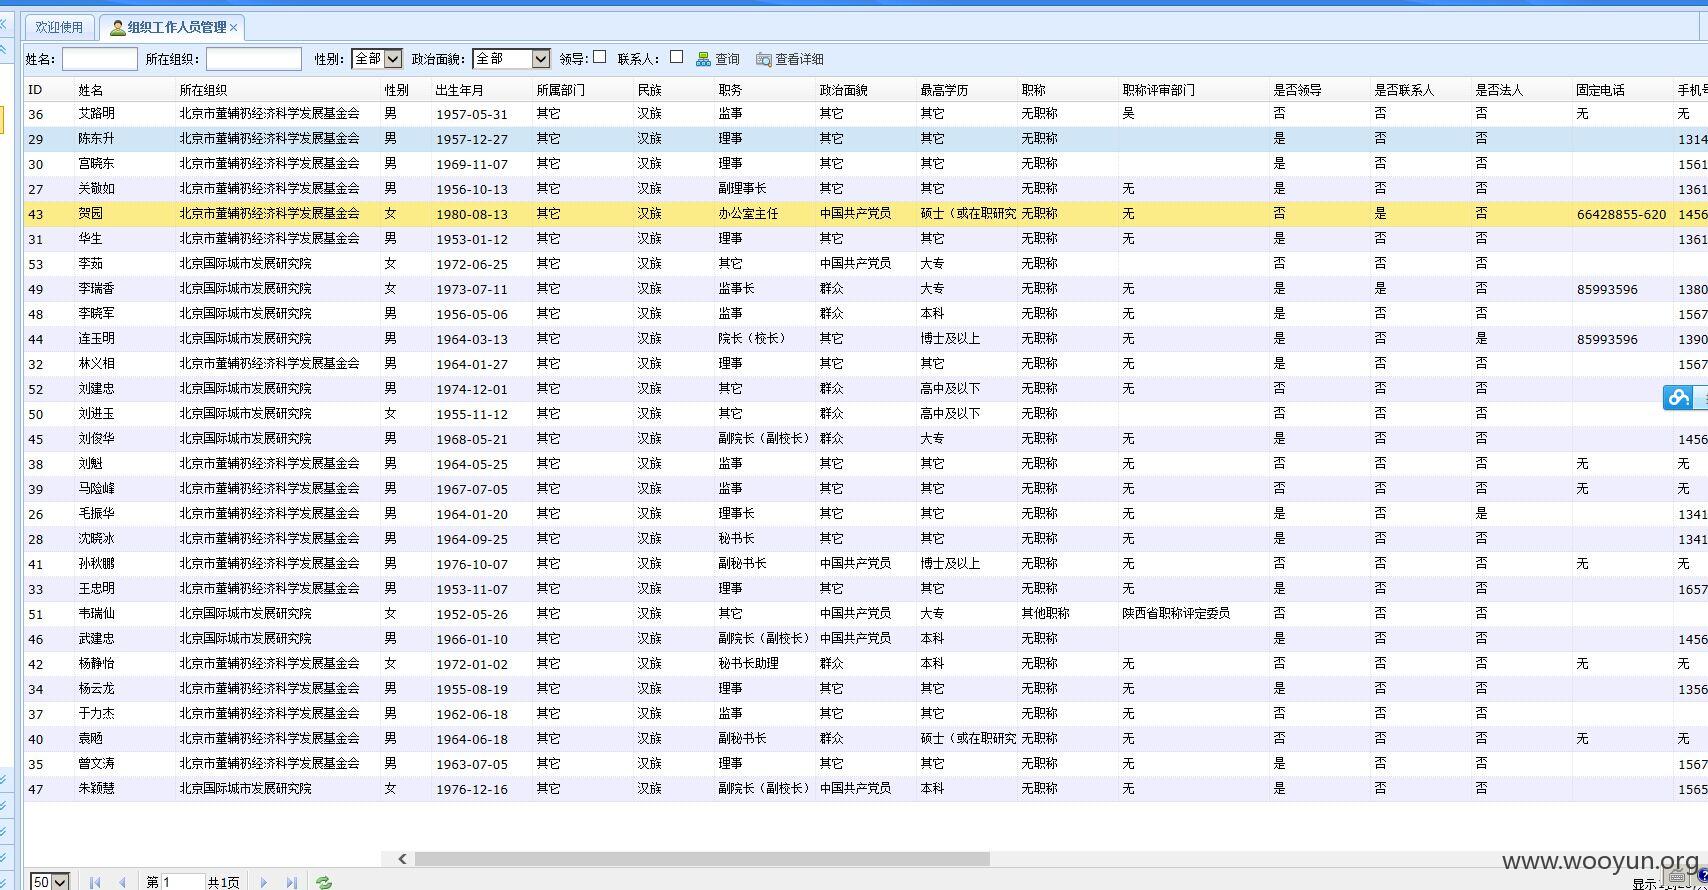 欢迎使用 组织工作人员管理
姓名: 所在组织: 性别: 全部 政治面貌: 全部 领导: 联系人: 查询 查看详细
ID 姓名 所在组织 性别 出生年月 所属部门 民族 职务 政治面貌 最高学历 职称 职称评审部门 是否领导 是否联系人 是否法人 固定电话 手机号
36 艾路明 北京市董辅礽经济科学发展基金会 男 1957-05-31 其它 汉族 监事 其它 其它 无职称 吴 否 否 否 无 无
29 陈东升 北京市董辅礽经济科学发展基金会 男 1957-12-27 其它 汉族 理事 其它 其它 无职称 是 否 否 1314
30 宫晓东 北京市董辅礽经济科学发展基金会 男 1969-11-07 其它 汉族 理事 其它 其它 无职称 是 否 否 1561
27 关敬如 北京市董辅礽经济科学发展基金会 男 1956-10-13 其它 汉族 副理事长 其它 其它 无职称 无 是 否 否 1361
43 贺园 北京市董辅礽经济科学发展基金会 女 1980-08-13 其它 汉族 办公室主任 中国共产党员 硕士（或在职研究 无职称 无 否 是 否 66428855-620 1456
31 华生 北京市董辅礽经济科学发展基金会 男 1953-01-12 其它 汉族 理事 其它 其它 无职称 无 是 否 否 1361
53 李茹 北京国际城市发展研究院 女 1972-06-25 其它 汉族 其它 中国共产党员 大专 无职称 否 否 否
49 李瑞香 北京国际城市发展研究院 女 1973-07-11 其它 汉族 监事长 群众 大专 无职称 无 是 是 否 85993596 1380
48 李晓军 北京国际城市发展研究院 男 1956-05-06 其它 汉族 监事 群众 本科 无职称 无 是 否 否 1567
44 连玉明 北京国际城市发展研究院 男 1964-03-13 其它 汉族 院长（校长） 其它 博士及以上 无职称 无 是 否 是 85993596 1390
32 林义相 北京市董辅礽经济科学发展基金会 男 1964-01-27 其它 汉族 理事 其它 其它 无职称 无 是 否 否 1567
52 刘建忠 北京国际城市发展研究院 男 1974-12-01 其它 汉族 其它 群众 高中及以下 无职称 无 否 否 否
50 刘进玉 北京国际城市发展研究院 女 1955-11-12 其它 汉族 其它 群众 高中及以下 无职称 否 否 否
45 刘俊华 北京国际城市发展研究院 男 1968-05-21 其它 汉族 副院长（副校长） 群众 大专 无职称 无 是 否 否 1456
38 刘魁 北京市董辅礽经济科学发展基金会 男 1964-05-25 其它 汉族 监事 其它 其它 无职称 无 否 否 否 无 无
39 马险峰 北京市董辅礽经济科学发展基金会 男 1967-07-05 其它 汉族 监事 其它 其它 无职称 无 否 否 否 无 无
26 毛振华 北京市董辅礽经济科学发展基金会 男 1964-01-20 其它 汉族 理事长 其它 其它 无职称 无 是 否 是 1341
28 沈晓冰 北京市董辅礽经济科学发展基金会 男 1964-09-25 其它 汉族 秘书长 其它 其它 无职称 无 是 否 否 1341
41 孙秋鹏 北京市董辅礽经济科学发展基金会 男 1976-10-07 其它 汉族 副秘书长 中国共产党员 博士及以上 无职称 无 否 否 否 无 无
33 王忠明 北京市董辅礽经济科学发展基金会 男 1953-11-07 其它 汉族 理事 其它 其它 无职称 无 是 否 否 1657
51 韦瑞仙 北京国际城市发展研究院 女 1952-05-26 其它 汉族 其它 中国共产党员 大专 其他职称 陕西省职称评定委员 否 否 否
46 武建忠 北京国际城市发展研究院 男 1966-01-10 其它 汉族 副院长（副校长） 中国共产党员 本科 无职称 是 否 否 1456
42 杨静怡 北京市董辅礽经济科学发展基金会 女 1972-01-02 其它 汉族 秘书长助理 群众 本科 无职称 无 否 否 否 无 无
34 杨云龙 北京市董辅礽经济科学发展基金会 男 1955-08-19 其它 汉族 理事 其它 其它 无职称 无 是 否 否 1356
37 于力杰 北京市董辅礽经济科学发展基金会 男 1962-06-18 其它 汉族 监事 其它 其它 无职称 无 否 否 否
40 袁 北京市董辅礽经济科学发展基金会 男 1964-06-18 其它 汉族 副秘书长 群众 硕士（或在职研究 无职称 无 否 否 否 无 无
35 曾文涛 北京市董辅礽经济科学发展基金会 男 1963-07-05 其它 汉族 理事 其它 其它 无职称 无 是 否 否 1567
47 朱颖慧 北京国际城市发展研究院 女 1976-12-16 其它 汉族 副院长（副校长） 中国共产党员 本科 无职称 无 是 否 否 1565
www.wooyun.org
50 第 1 共1页 显示